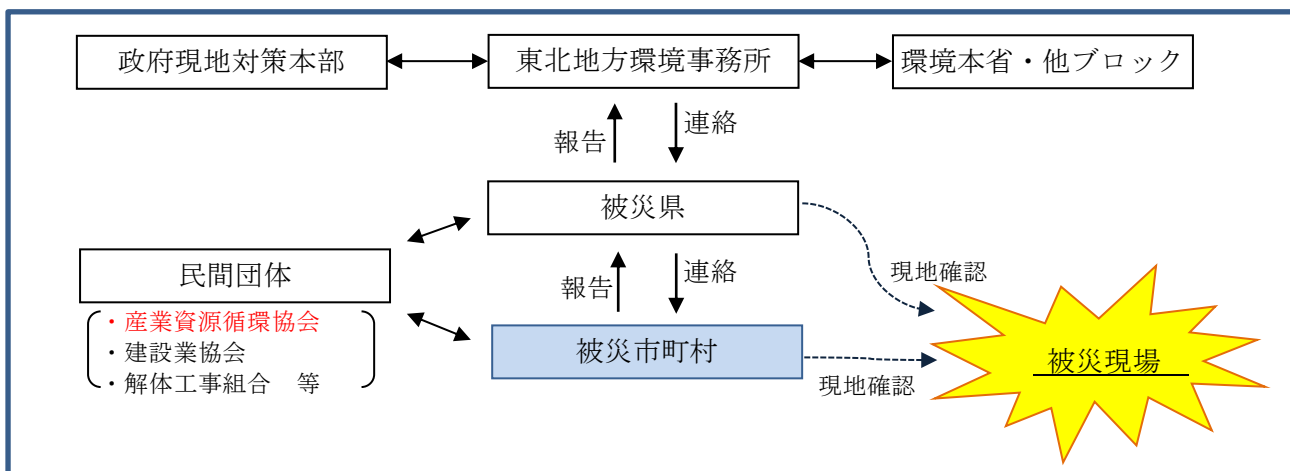 政府現地対策本部
東北地方環境事務所
環境本省・他ブロック
報告
連絡
被災県
民間団体
・産業資源循環協会
・建設業協会
・解体工事組合　等
報告
連絡
現地確認
被災市町村
現地確認
被災現場